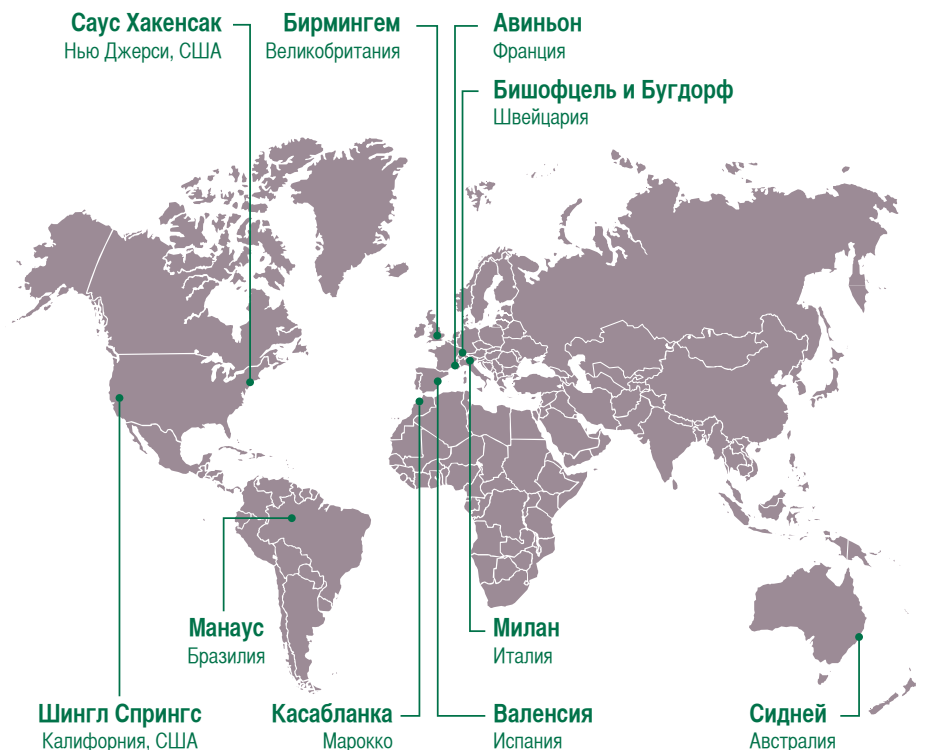 Саус Хакенсак
Нью Джерси, США
Бирмингем
Великобритания
Авиньон
Франция
Бишофцель и Бугдорф
Швейцария
Манаус
Бразилия
Милан
Италия
Шингл Спрингс
Калифорния, США
Касабланка
Марокко
Валенсия
Испания
Сидней
Австралия